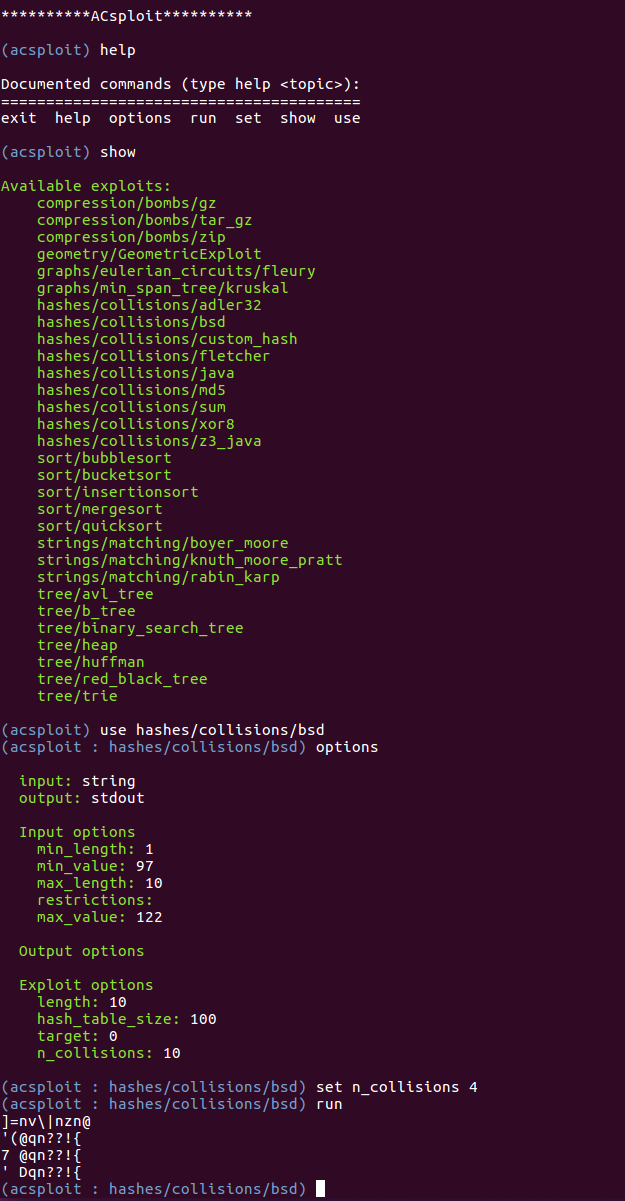 **********ACsploit**********
(acsploit) help
Documented commands (type help <topic>):
========================================
exit  help  options  run  set  show  use
(acsploit) show
Available exploits:
    compression/bombs/gz
    compression/bombs/tar_gz
    compression/bombs/zip
    geometry/GeometricExploit
    graphs/eulerian_circuits/fleury
    graphs/min_span_tree/kruskal
    hashes/collisions/adler32
    hashes/collisions/bsd
    hashes/collisions/custom_hash
    hashes/collisions/fletcher
    hashes/collisions/java
    hashes/collisions/md5
    hashes/collisions/sum
    hashes/collisions/xor8
    hashes/collisions/z3_java
    sort/bubblesort
    sort/bucketsort
    sort/insertionsort
    sort/mergesort
    sort/quicksort
    strings/matching/boyer_moore
    strings/matching/knuth_moore_pratt
    strings/matching/rabin_karp
    tree/avl_tree
    tree/b_tree
    tree/binary_search_tree
    tree/heap
    tree/huffman
    tree/red_black_tree
    tree/trie
(acsploit) use hashes/collisions/bsd
(acsploit : hashes/collisions/bsd) options
  input: string
  output: stdout
  Input options
    min_length: 1
    min_value: 97
    max_length: 10
    restrictions:
    max_value: 122
  Output options
  Exploit options
    length: 10
    hash_table_size: 100
    target: 0
    n_collisions: 10
(acsploit : hashes/collisions/bsd) set n_collisions 4
(acsploit : hashes/collisions/bsd) run
]=nv\|nzn@
'(@qn??!{
7 @qn??!{
' Dqn??!{
(acsploit : hashes/collisions/bsd)